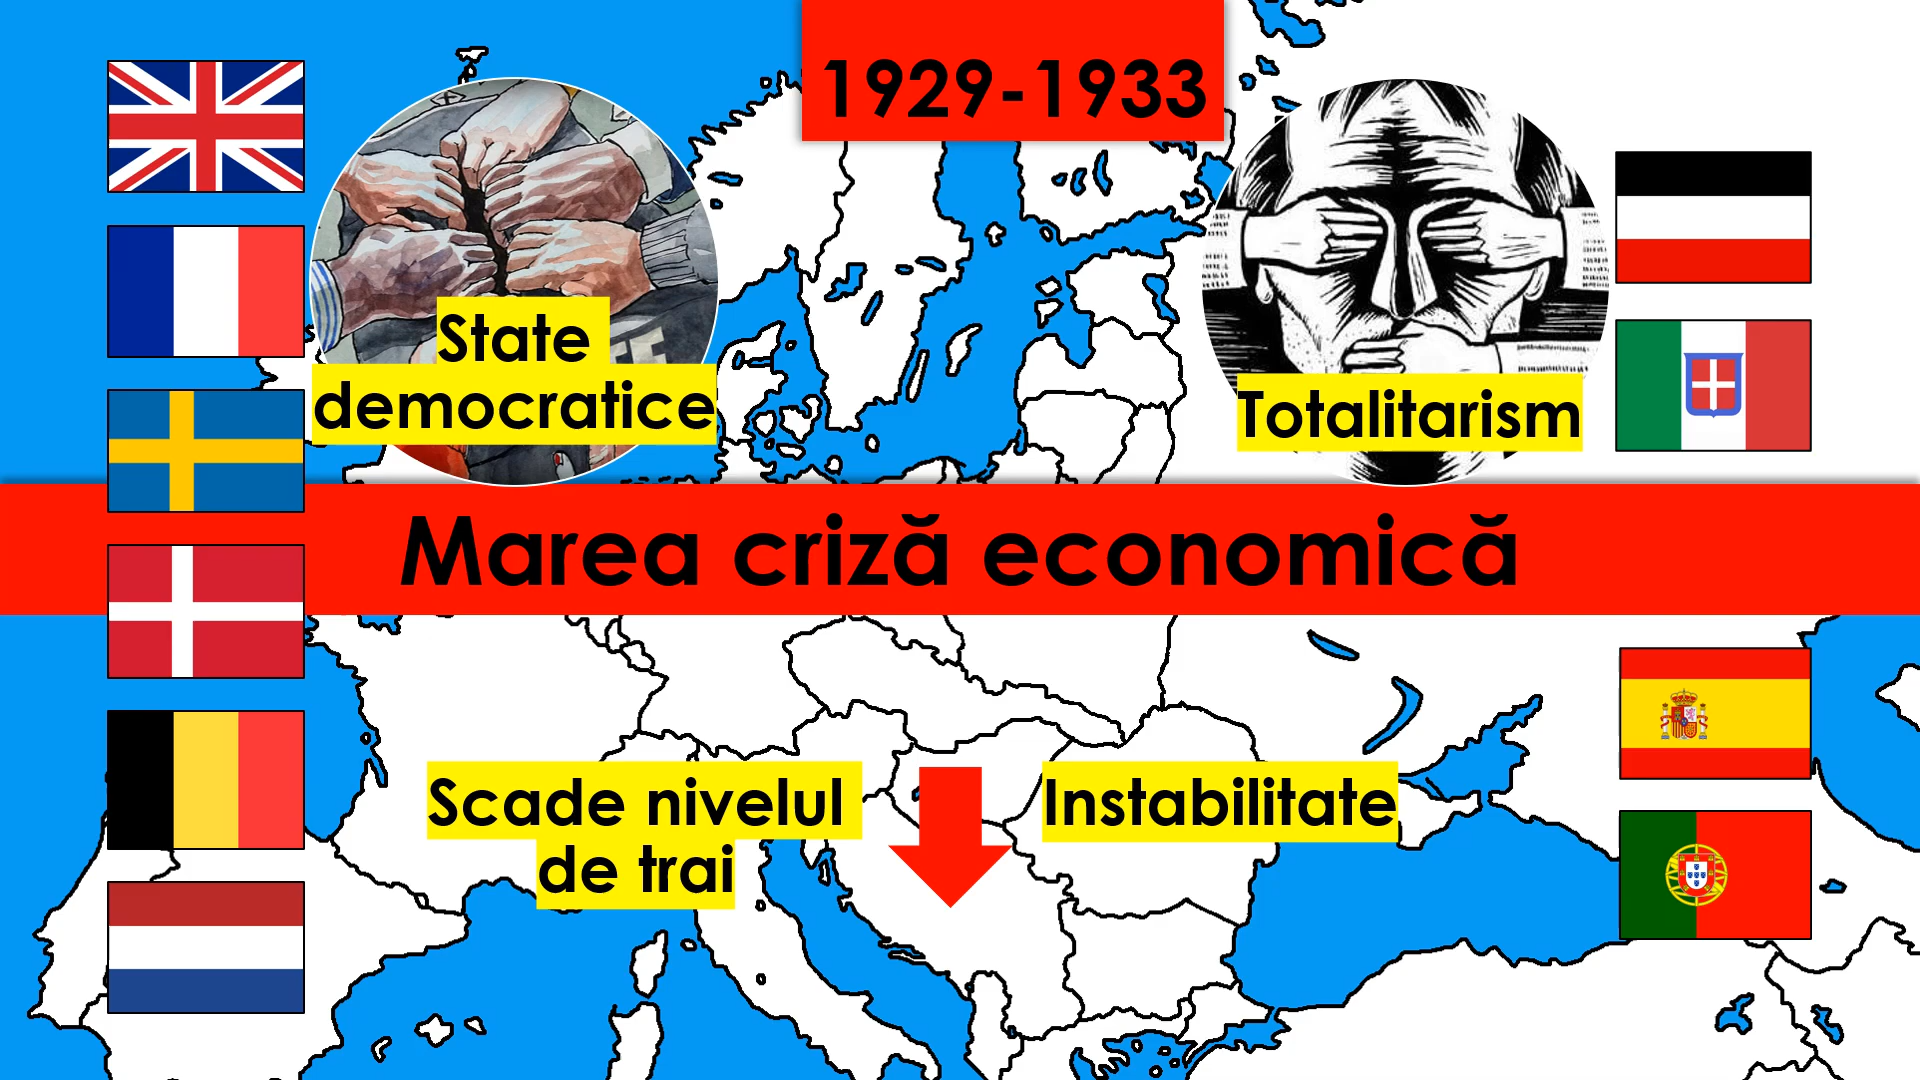 1929-1933
State
democratice
Totalitarism
Marea criză economică
Scade nivelul
de trai
Instabilitate